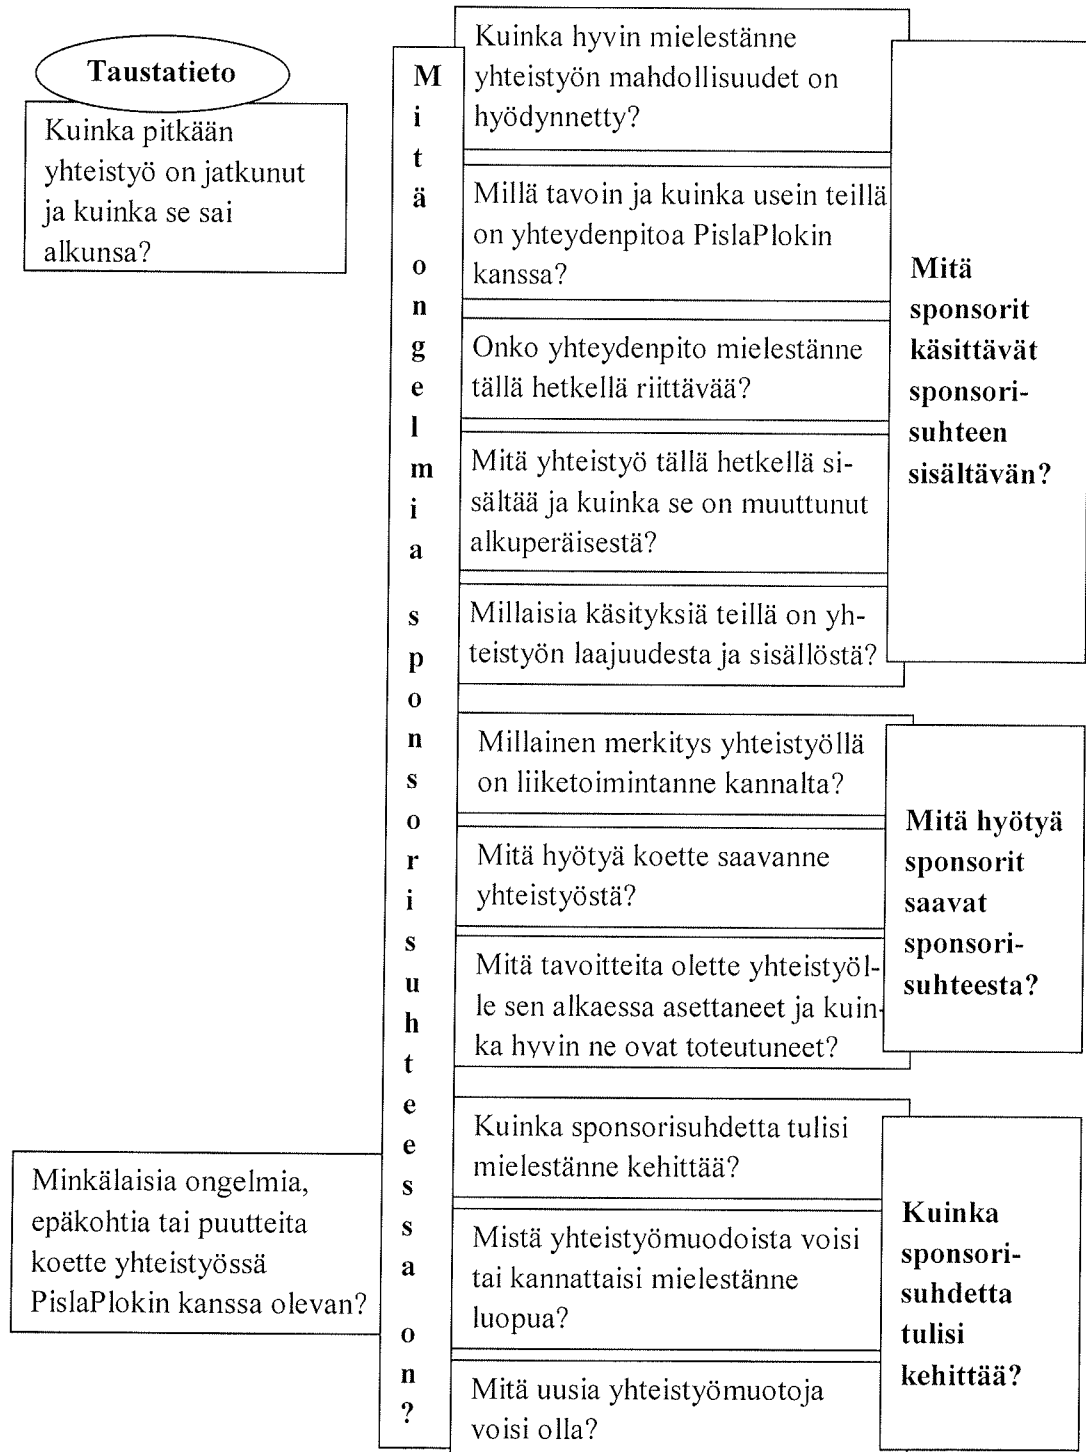 Taustatieto
Kuinka pitkään
yhteistyö on jatkunut
ja kuinka se sai
alkunsa?
Minkälaisia ongelmia,
epäkohtia tai puutteita
koette yhteistyössä
PislaPlokin kanssa olevan?
Mitä ongelmia sponsorisuhteessa on?
Kuinka hyvin mielestänne
yhteistyön mahdollisuudet on
hyödynnetty?
Millä tavoin ja kuinka usein teillä
on yhteydenpitoa PislaPlokin
kanssa?
Onko yhteydenpito mielestänne
tällä hetkellä riittävää?
Mitä yhteistyö tällä hetkellä si-
sältää ja kuinka se on muuttunut
alkuperäisestä?
Millaisia käsityksiä teillä on yh-
teistyön laajuudesta ja sisällöstä?
Mitä
sponsorit
käsittävät
sponsori-
suhteen
sisältävän?
Millainen merkitys yhteistyöllä
on liiketoimintanne kannalta?
Mitä hyötyä koette saavanne
yhteistyöstä?
Mitä tavoitteita olette yhteistyöl-
le sen alkaessa asettaneet ja kuin-
ka hyvin ne ovat toteutuneet?
Mitä hyötyä
sponsorit
saavat
sponsori-
suhteesta?
Kuinka sponsorisuhdetta tulisi
mielestänne kehittää?
Mistä yhteistyömuodoista voisi
tai kannattaisi mielestänne
luopua?
Mitä uusia yhteistyömuotoja
voisi olla?
Kuinka
sponsori-
suhdetta
tulisi
kehittää?